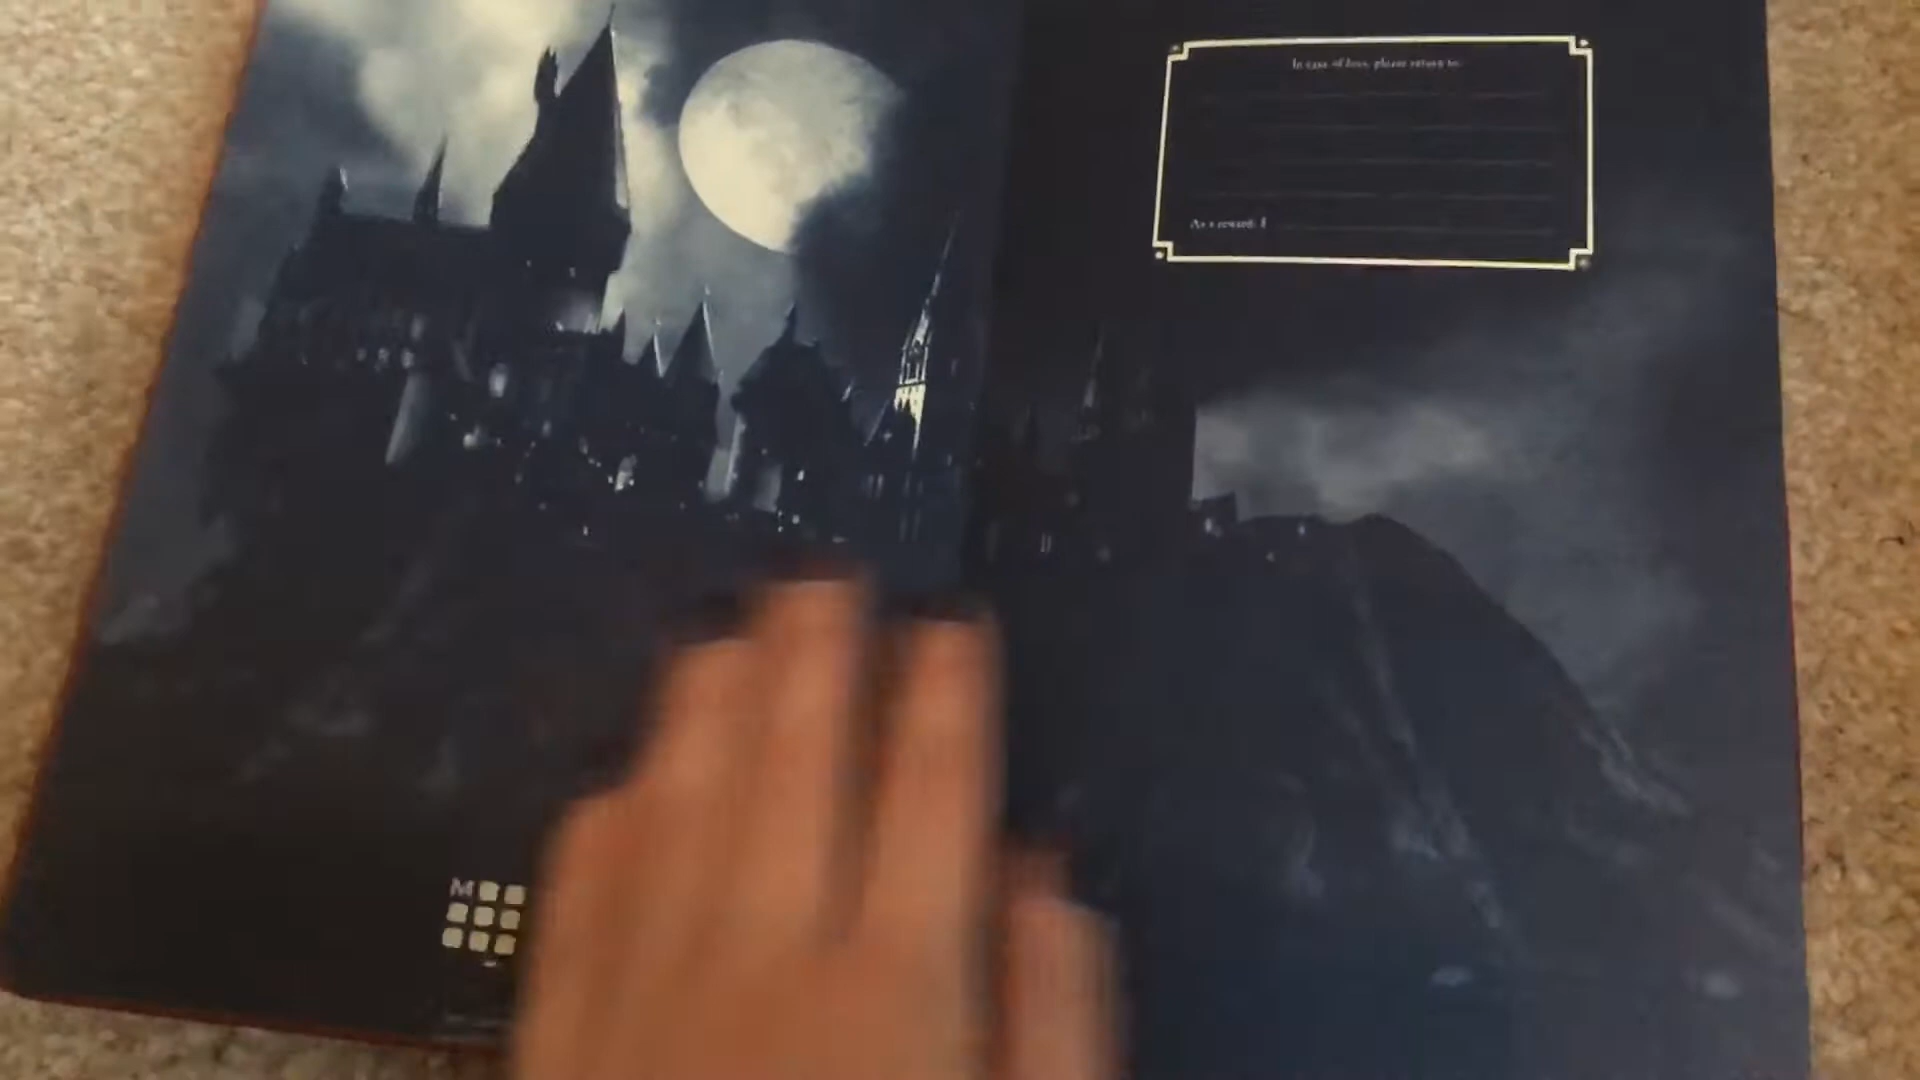 In case of loss, please return to:
As a reward: $
M